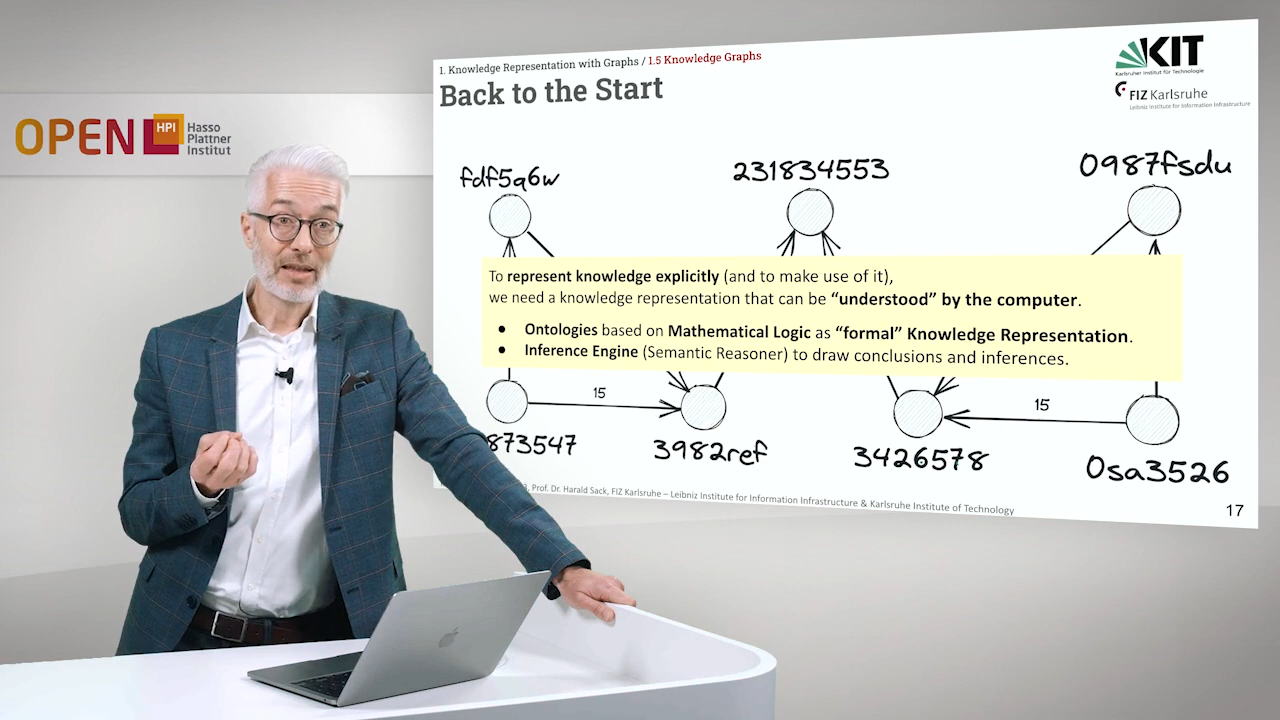 OPEN HPI Hasso
Plattner
Institut
1. Knowledge Representation with Graphs / 1.5 Knowledge Graphs
Back to the Start
KIT
Karlsruher Institut für Technologie
FIZ Karlsruhe
Leibniz Institute for Information Infrastructure
fdf5q6w
231834553
0987fsdu
To represent knowledge explicitly (and to make use of it),
we need a knowledge representation that can be “understood” by the computer.
● Ontologies based on Mathematical Logic as “formal” Knowledge Representation.
● Inference Engine (Semantic Reasoner) to draw conclusions and inferences.
15
15
873547
3982ref
3426578
0sa3526
3, Prof. Dr. Harald Sack, FIZ Karlsruhe – Leibniz Institute for Information Infrastructure & Karlsruhe Institute of Technology
17